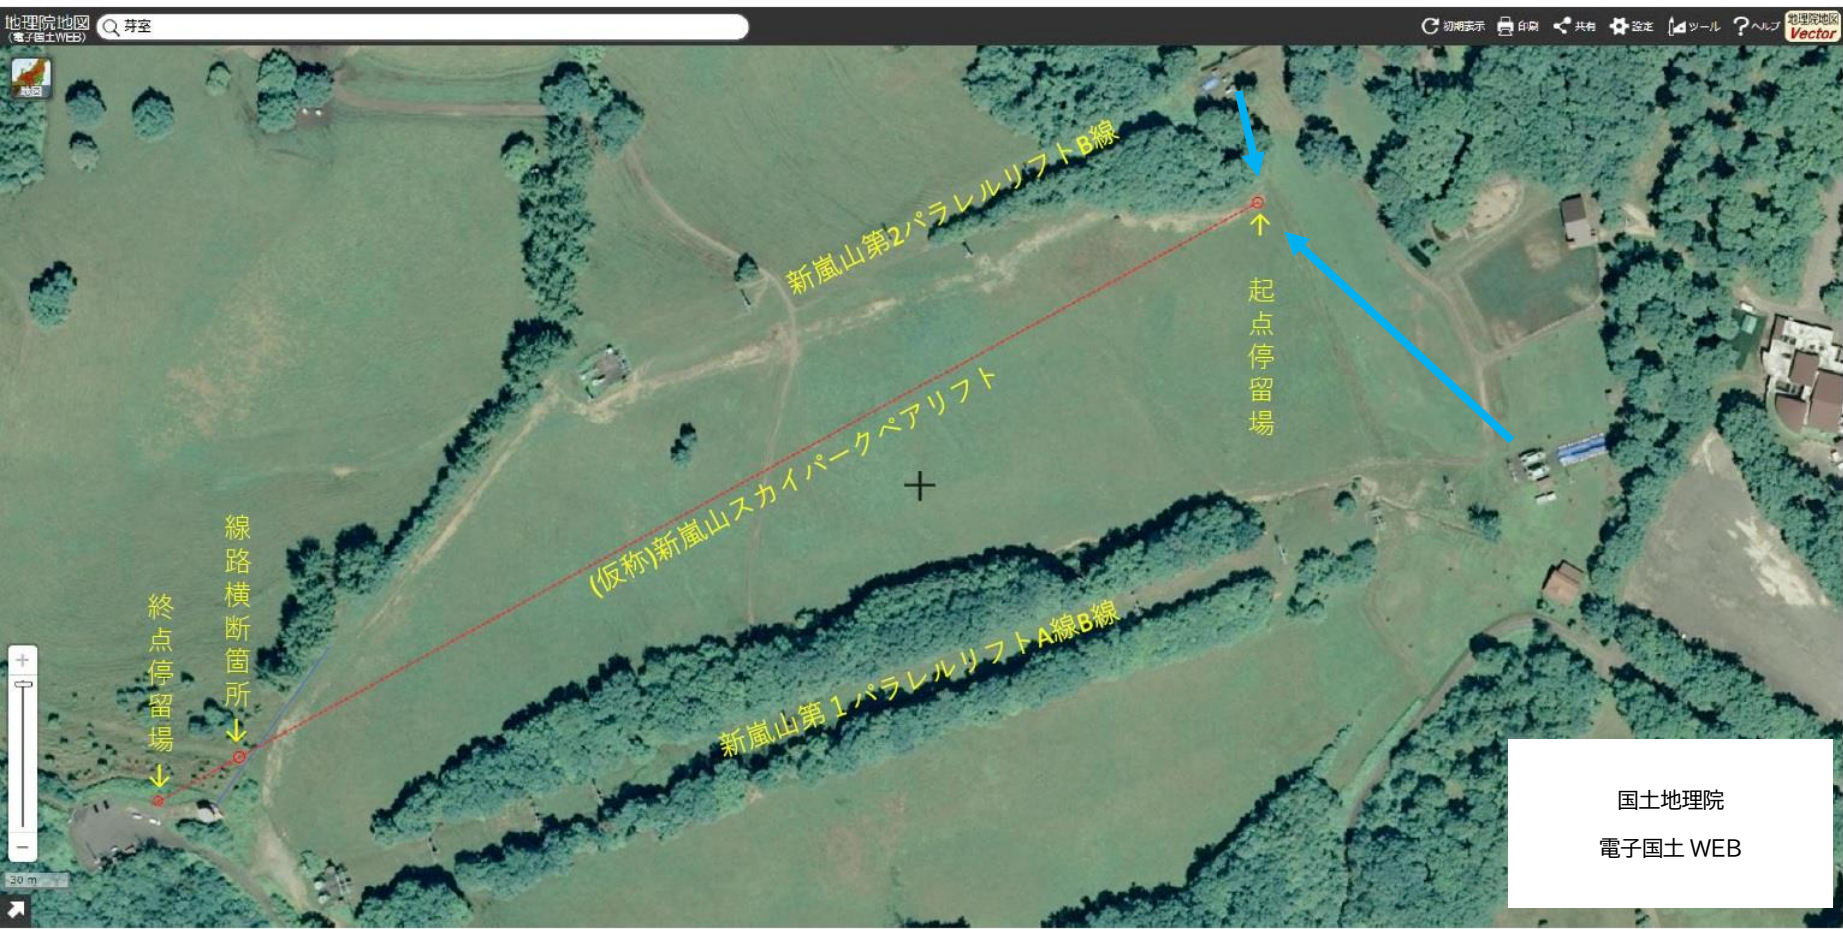 地理院地図
(電子国土WEB)
芽室
初期表示
印刷
共有
設定
ツール
ヘルプ
地理院地図
Vector
地図
新嵐山第2パラレルリフトB線
↑
起点停留場
(仮称)新嵐山スカイパークペアリフト
線路横断箇所↓
終点停留場↓
新嵐山第1パラレルリフトA線B線
30 m
国土地理院
電子国土 WEB